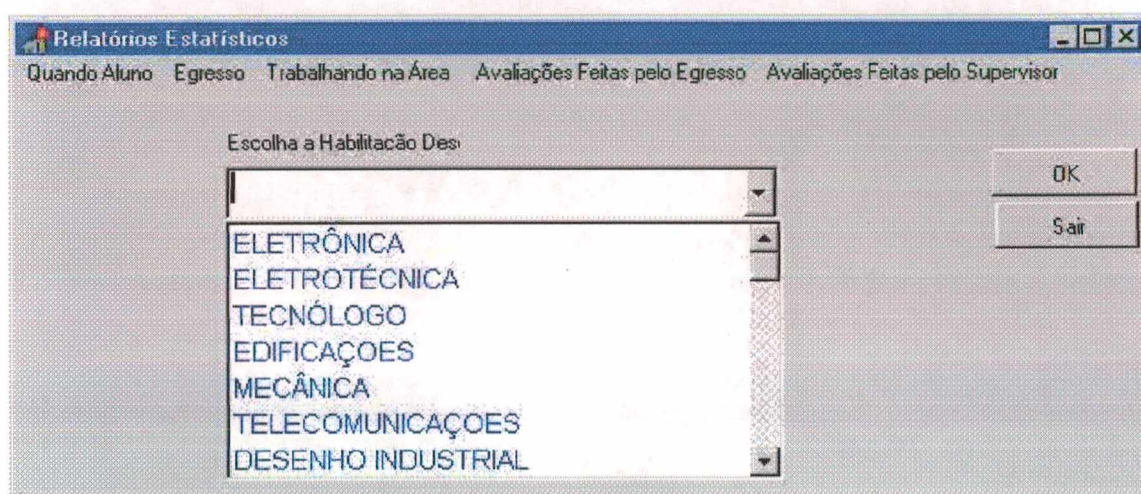 Relatórios Estatísticos
Quando Aluno Egresso Trabalhando na Área Avaliações Feitas pelo Egresso Avaliações Feitas pelo Supervisor
Escolha a Habilitacão Des
OK
Sair
ELETRÔNICA
ELETROTÉCNICA
TECNÓLOGO
EDIFICAÇOES
MECÂNICA
TELECOMUNICAÇOES
DESENHO INDUSTRIAL